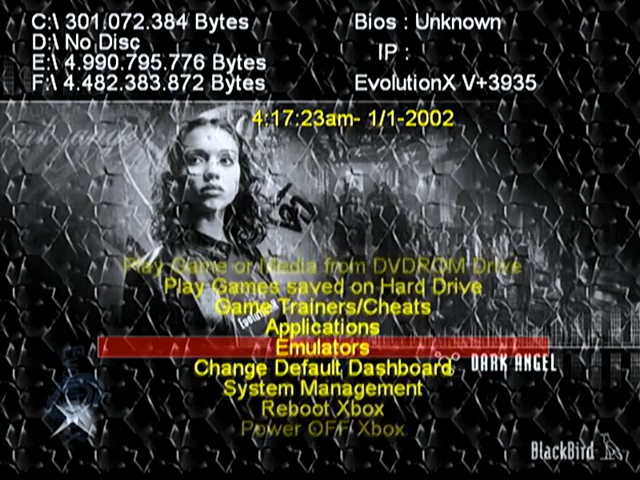 C:\ 301.072.384 Bytes
D:\ No Disc
E:\ 4.990.795.776 Bytes
F:\ 4.482.383.872 Bytes
Bios : Unknown
IP :
EvolutionX V+3935
4:17:23am- 1/1-2002
Play Game or Media from DVDROM Drive
Play Games saved on Hard Drive
Game Trainers/Cheats
Applications
Emulators
Change Default Dashboard
System Management
Reboot Xbox
Power OFF Xbox
DARK ANGEL
BlackBird